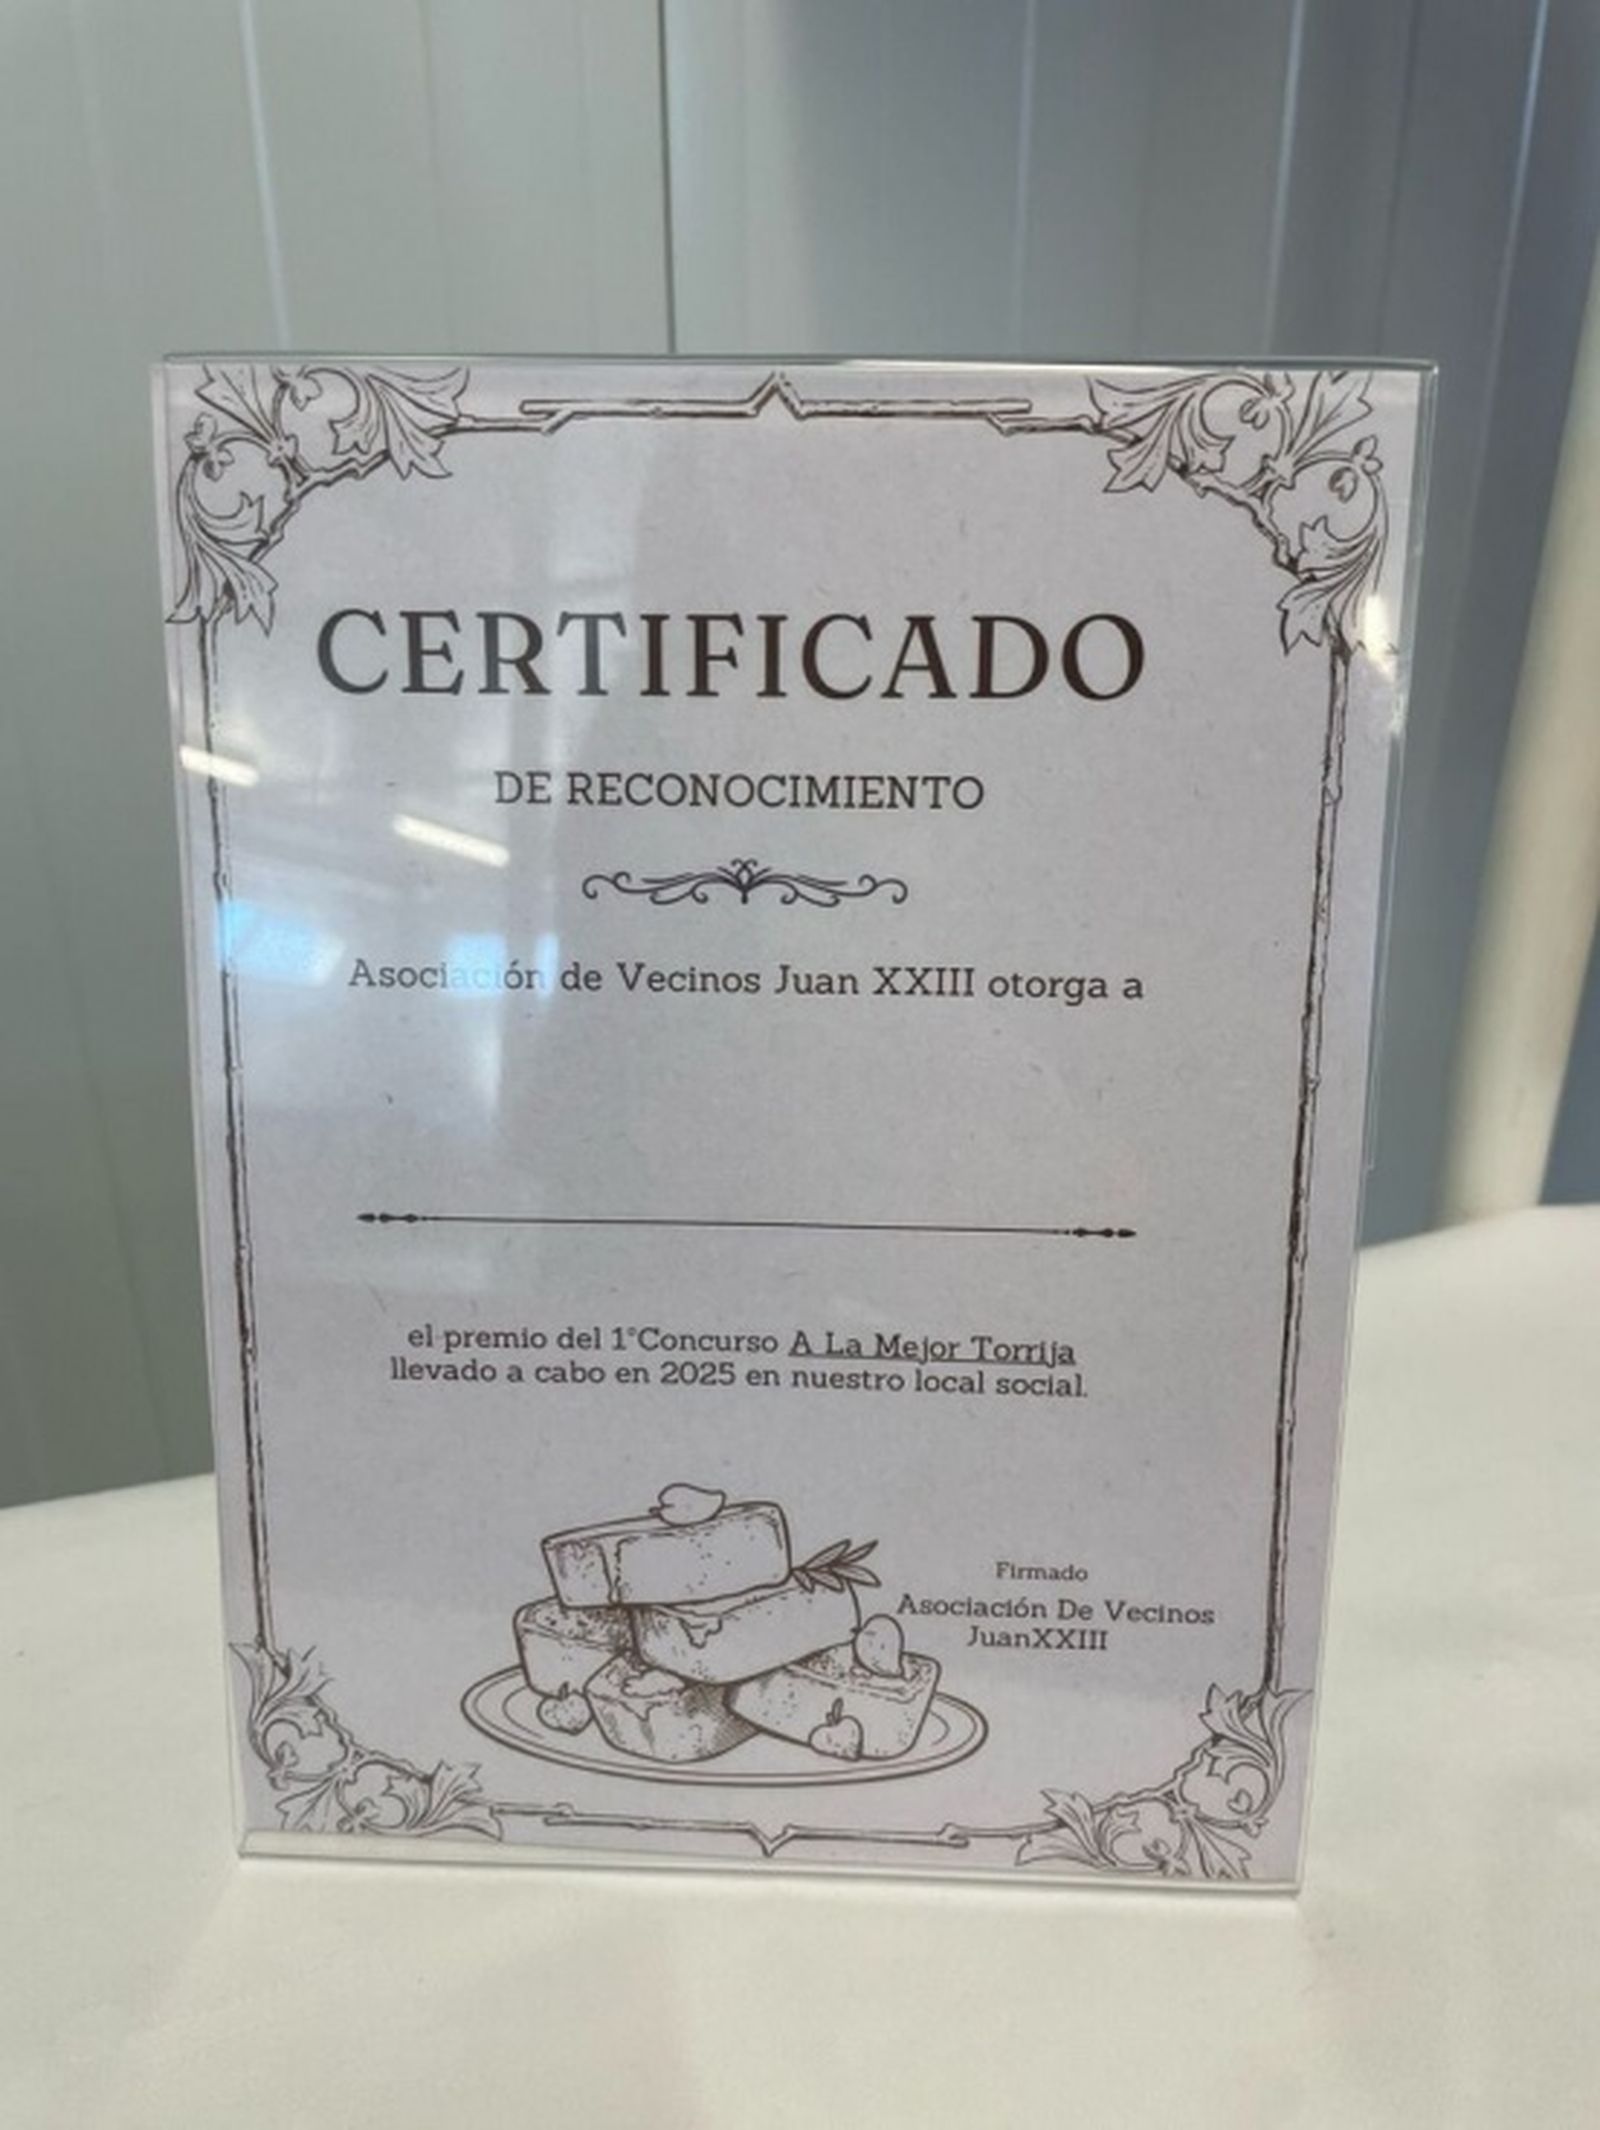 CERTIFICADO
DE RECONOCIMIENTO
Asociación de Vecinos Juan XXIII otorga a
el premio del 1°Concurso A La Mejor Torrija
llevado a cabo en 2025 en nuestro local social.
Firmado
Asociación De Vecinos
JuanXXIII